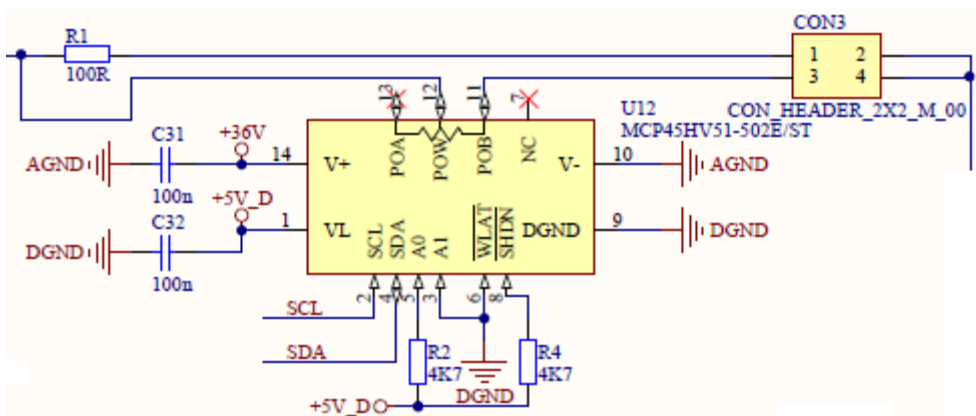 R1
100R
CON3
1 2
3 4
CON_HEADER_2X2_M_00
13
12
11
7
U12
MCP45HV51-502E/ST
C31
+36V
AGND
100n
14
V+
POA
POW
POB
NC
V-
10
AGND
+5V_D
C32
DGND
100n
1
VL
SCL
SDA
A0
A1
WLAT
SHDN
DGND
9
DGND
2
4
5
3
6
8
SCL
SDA
R2
4K7
R4
4K7
DGND
+5V_D